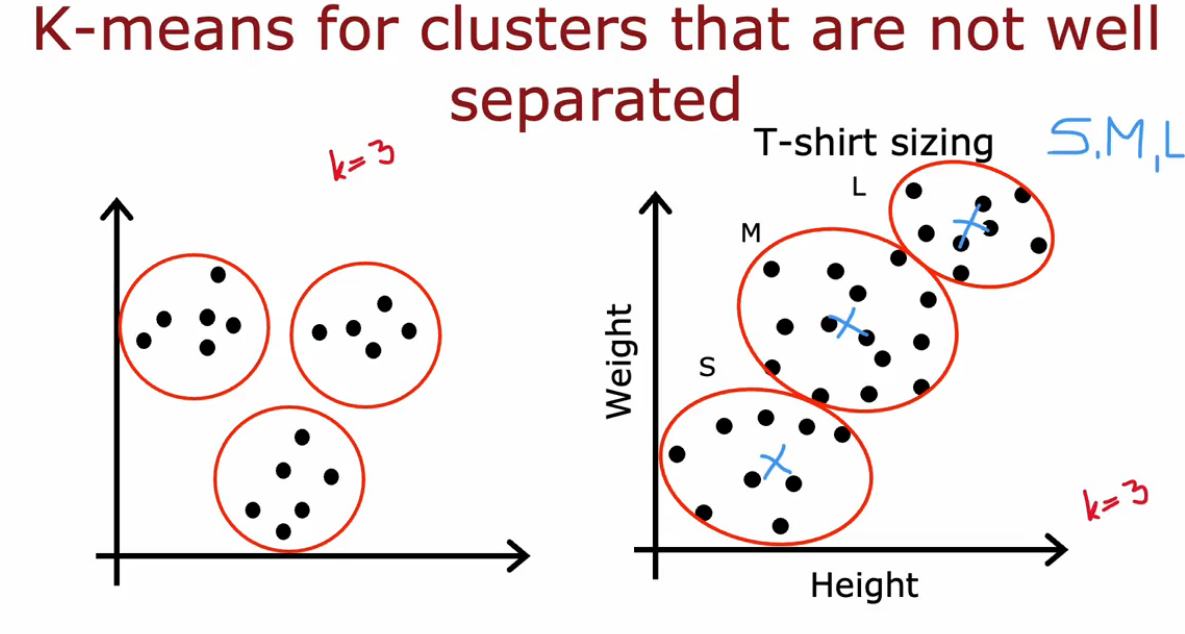 K-means for clusters that are not well
separated
T-shirt sizing
S,M,L
k=3
L
M
S
Weight
Height
k=3